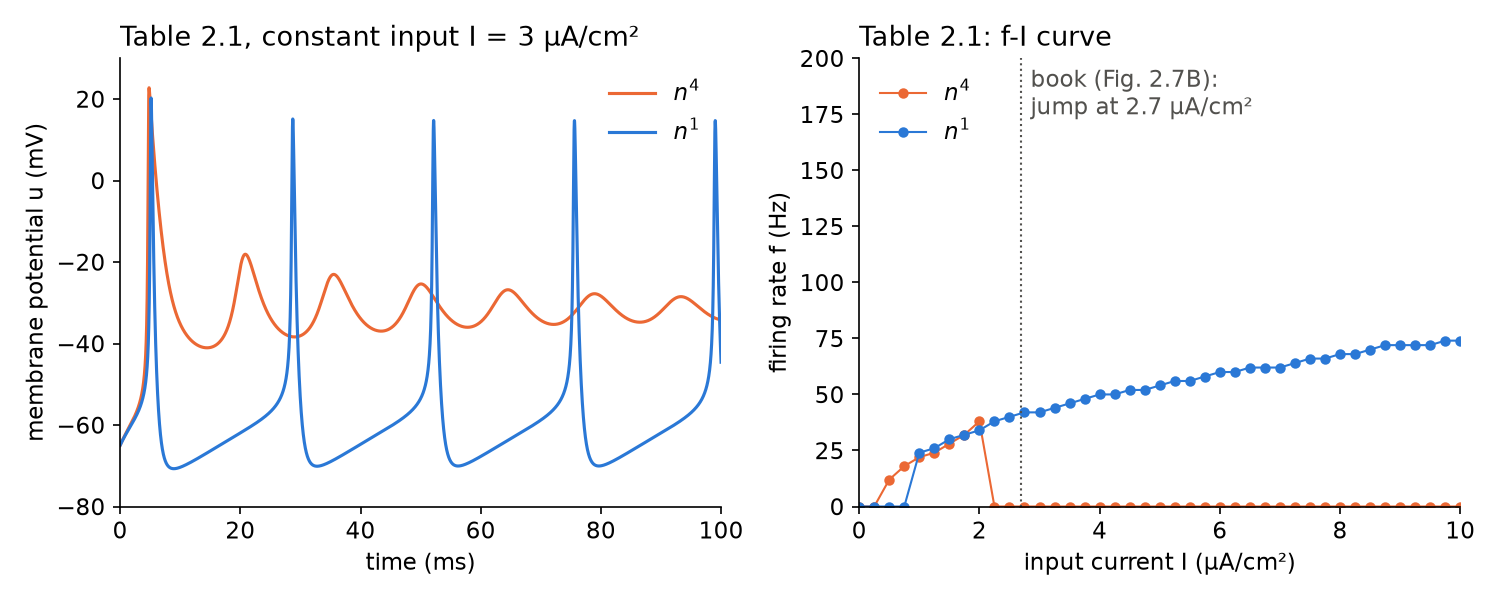 Table 2.1, constant input I = 3 μA/cm²
membrane potential u (mV)
20
0
−20
−40
−60
−80
0 20 40 60 80 100
time (ms)
n⁴
n¹
Table 2.1: f-I curve
firing rate f (Hz)
200
175
150
125
100
75
50
25
0
0 2 4 6 8 10
input current I (μA/cm²)
n⁴
n¹
book (Fig. 2.7B):
jump at 2.7 μA/cm²